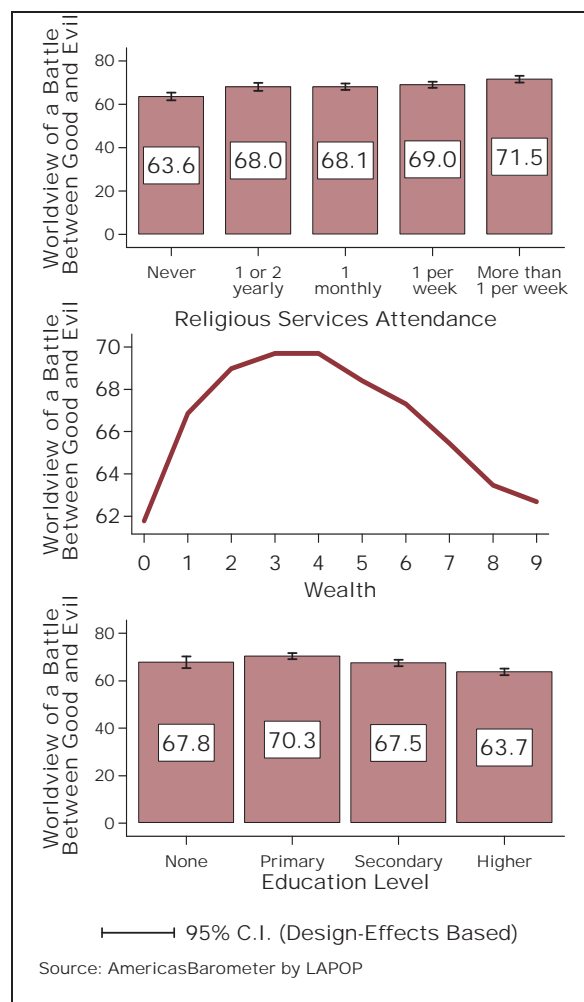 Worldview of a Battle
Between Good and Evil
80
60
40
20
0
63.6
68.0
68.1
69.0
71.5
Never
1 or 2
yearly
1
monthly
1 per
week
More than
1 per week
Religious Services Attendance
Worldview of a Battle
Between Good and Evil
70
68
66
64
62
0 1 2 3 4 5 6 7 8 9
Wealth
Worldview of a Battle
Between Good and Evil
80
60
40
20
0
67.8
70.3
67.5
63.7
None Primary Secondary Higher
Education Level
95% C.I. (Design-Effects Based)
Source: AmericasBarometer by LAPOP